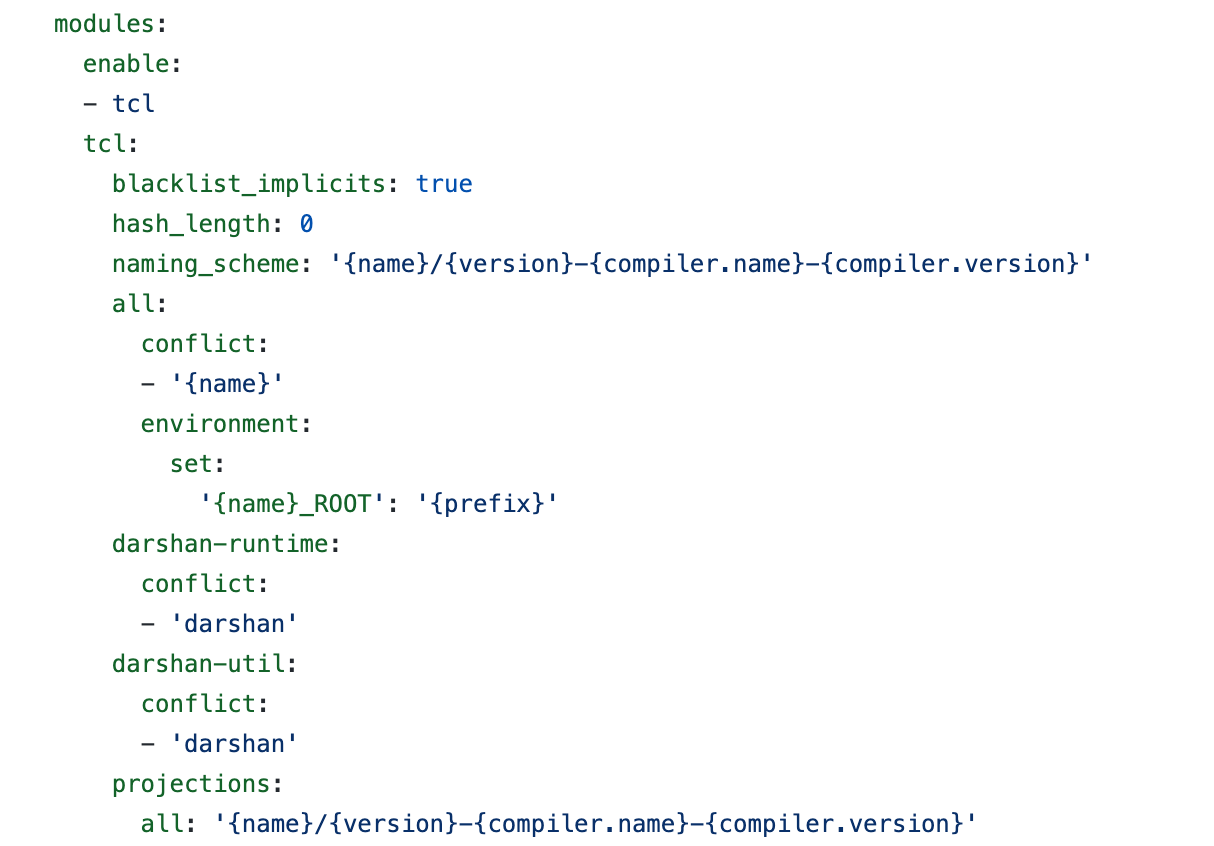 modules:
  enable:
  - tcl
  tcl:
    blacklist_implicits: true
    hash_length: 0
    naming_scheme: '{name}/{version}-{compiler.name}-{compiler.version}'
    all:
      conflict:
      - '{name}'
      environment:
        set:
          '{name}_ROOT': '{prefix}'
    darshan-runtime:
      conflict:
      - 'darshan'
    darshan-util:
      conflict:
      - 'darshan'
    projections:
      all: '{name}/{version}-{compiler.name}-{compiler.version}'